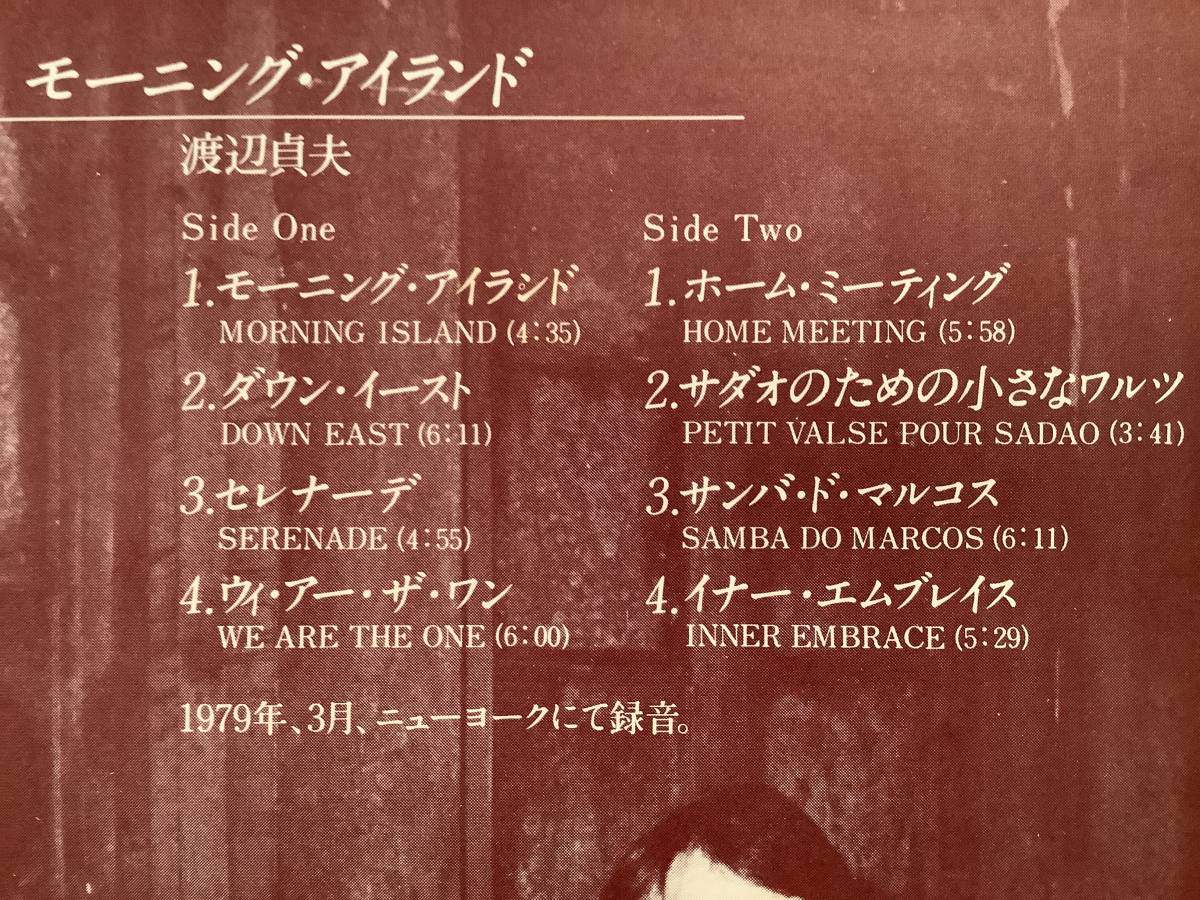 モーニング・アイランド
渡辺貞夫
Side One
1.モーニング・アイランド
MORNING ISLAND (4:35)
2.ダウン・イースト
DOWN EAST (6:11)
3.セレナーデ
SERENADE (4:55)
4.ウィ・アー・ザ・ワン
WE ARE THE ONE (6:00)
Side Two
1.ホーム・ミーティング
HOME MEETING (5:58)
2.サダオのための小さなワルツ
PETIT VALSE POUR SADAO (3:41)
3.サンバ・ド・マルコス
SAMBA DO MARCOS (6:11)
4.イナー・エムブレイス
INNER EMBRACE (5:29)
1979年、3月、ニューヨークにて録音。